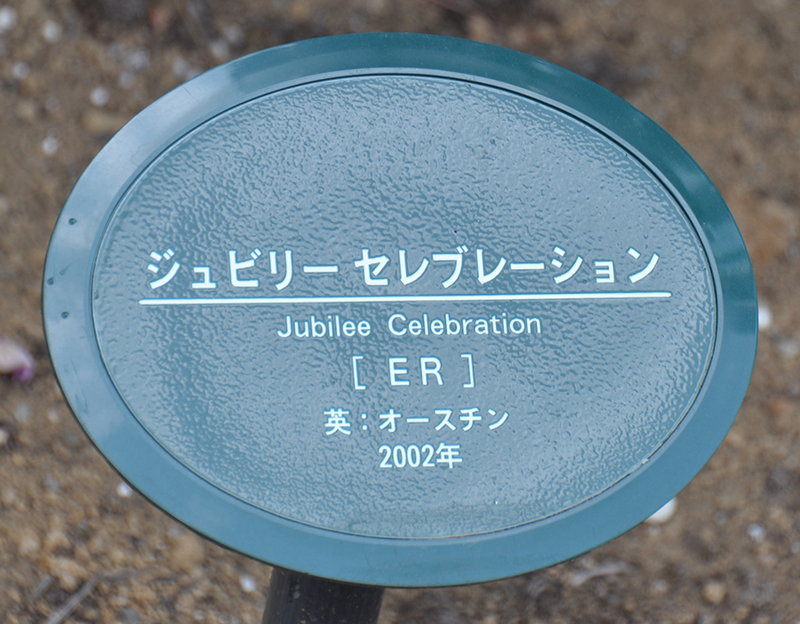 ジュビリー セレブレーション
Jubilee Celebration
[ ER ]
英：オースチン
2002年